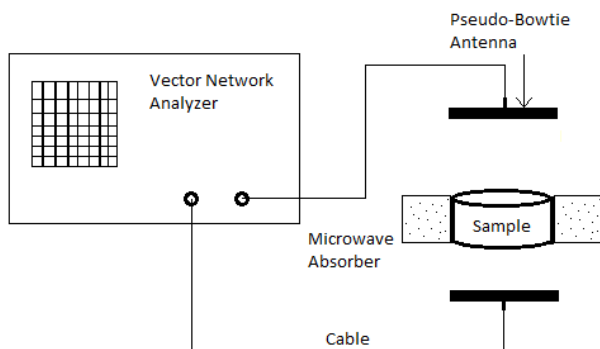 Pseudo-Bowtie
Antenna
Vector Network
Analyzer
Sample
Microwave
Absorber
Cable